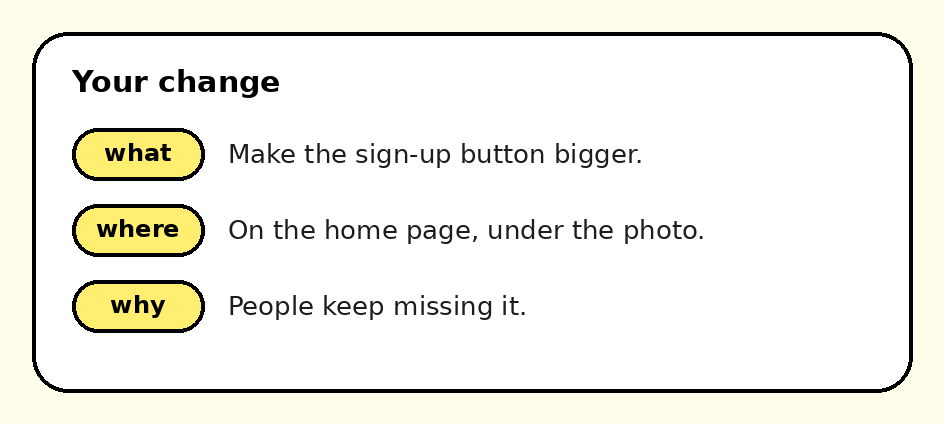 Your change
what Make the sign-up button bigger.
where On the home page, under the photo.
why People keep missing it.